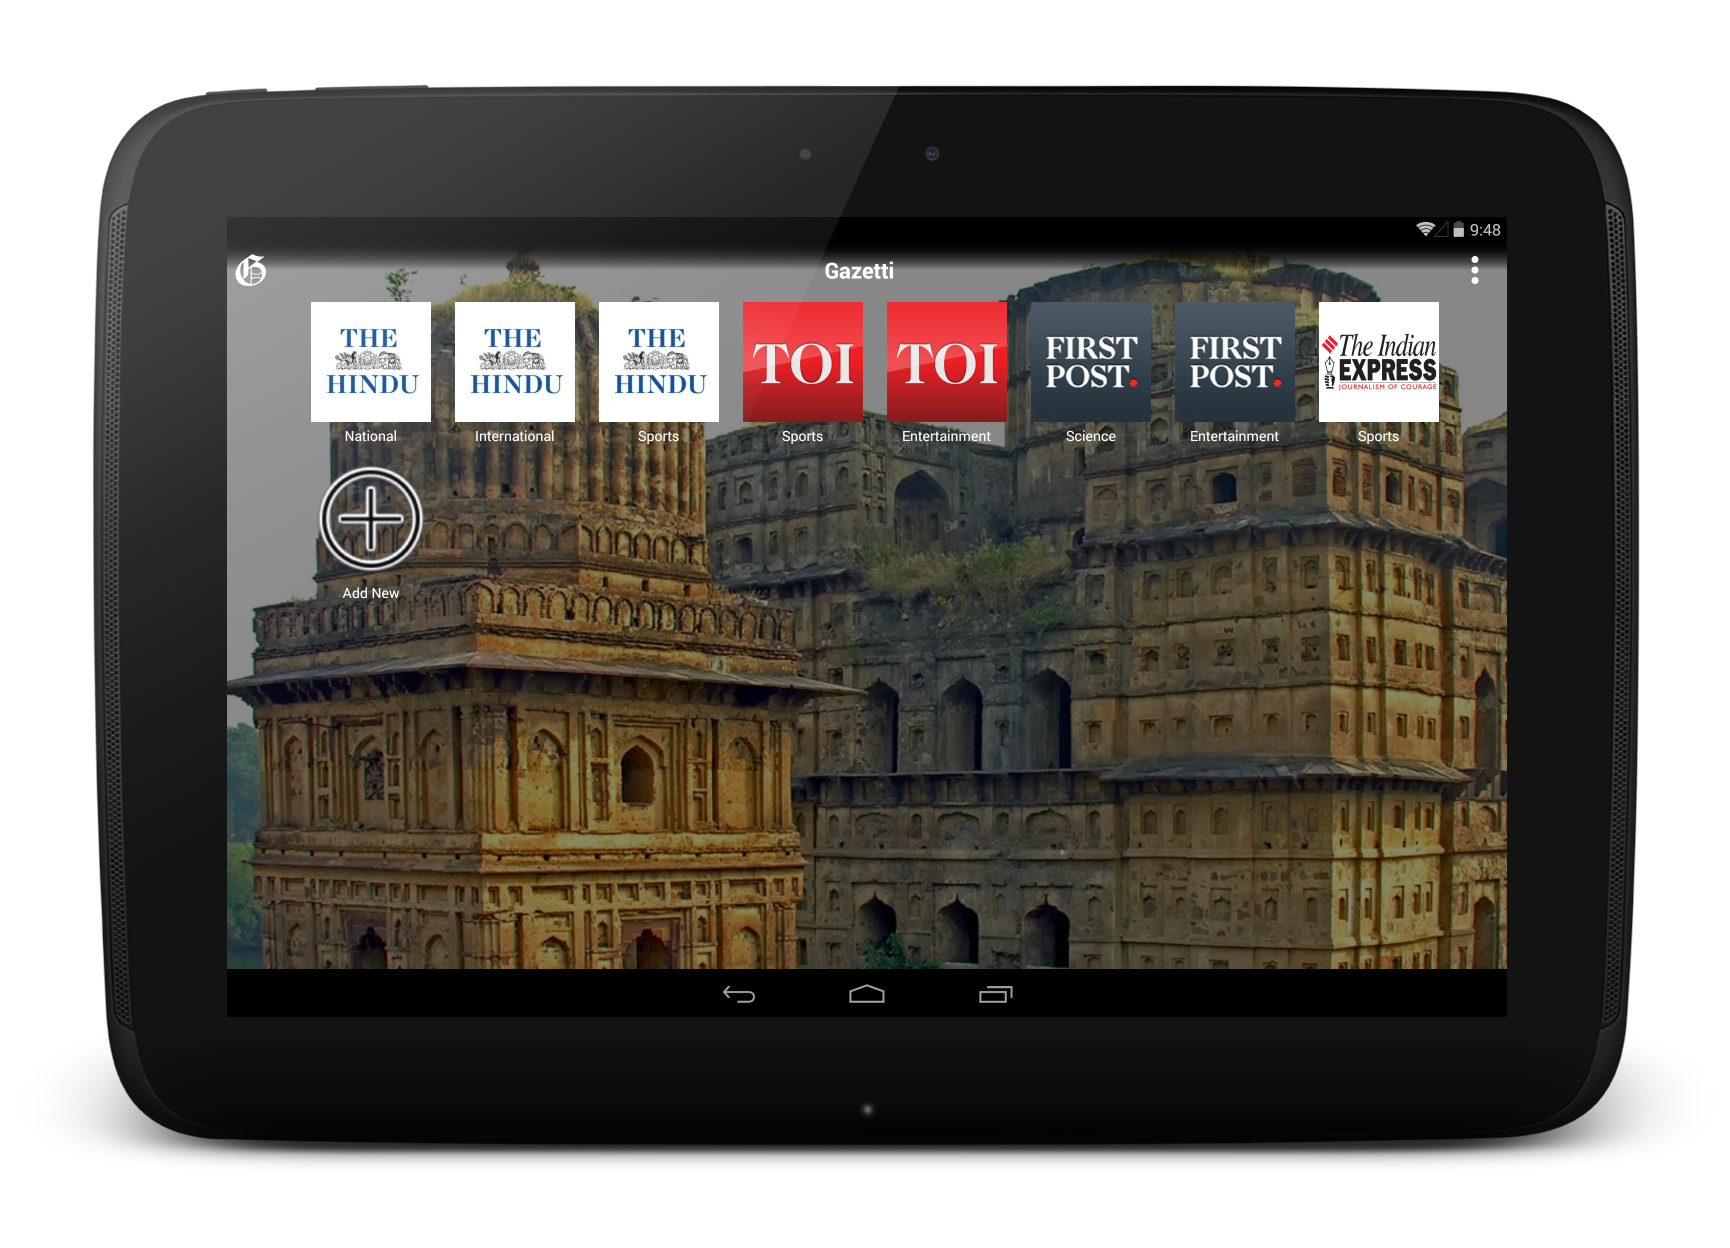 9:48
G
Gazetti
THE
HINDU
National
THE
HINDU
International
THE
HINDU
Sports
TOI
Sports
TOI
Entertainment
FIRST
POST.
Science
FIRST
POST.
Entertainment
The Indian
EXPRESS
JOURNALISM OF COURAGE
Sports
Add New